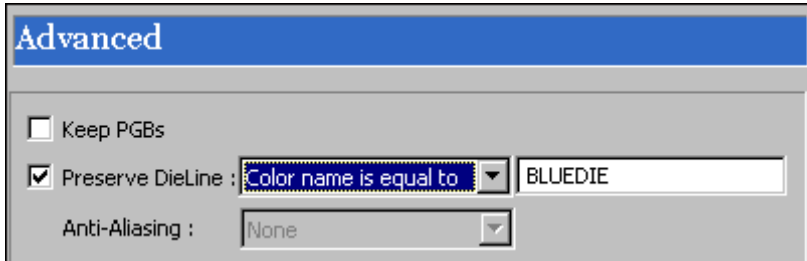 Advanced
Keep PGBs
Preserve DieLine : Color name is equal to BLUEDIE
Anti-Aliasing : None